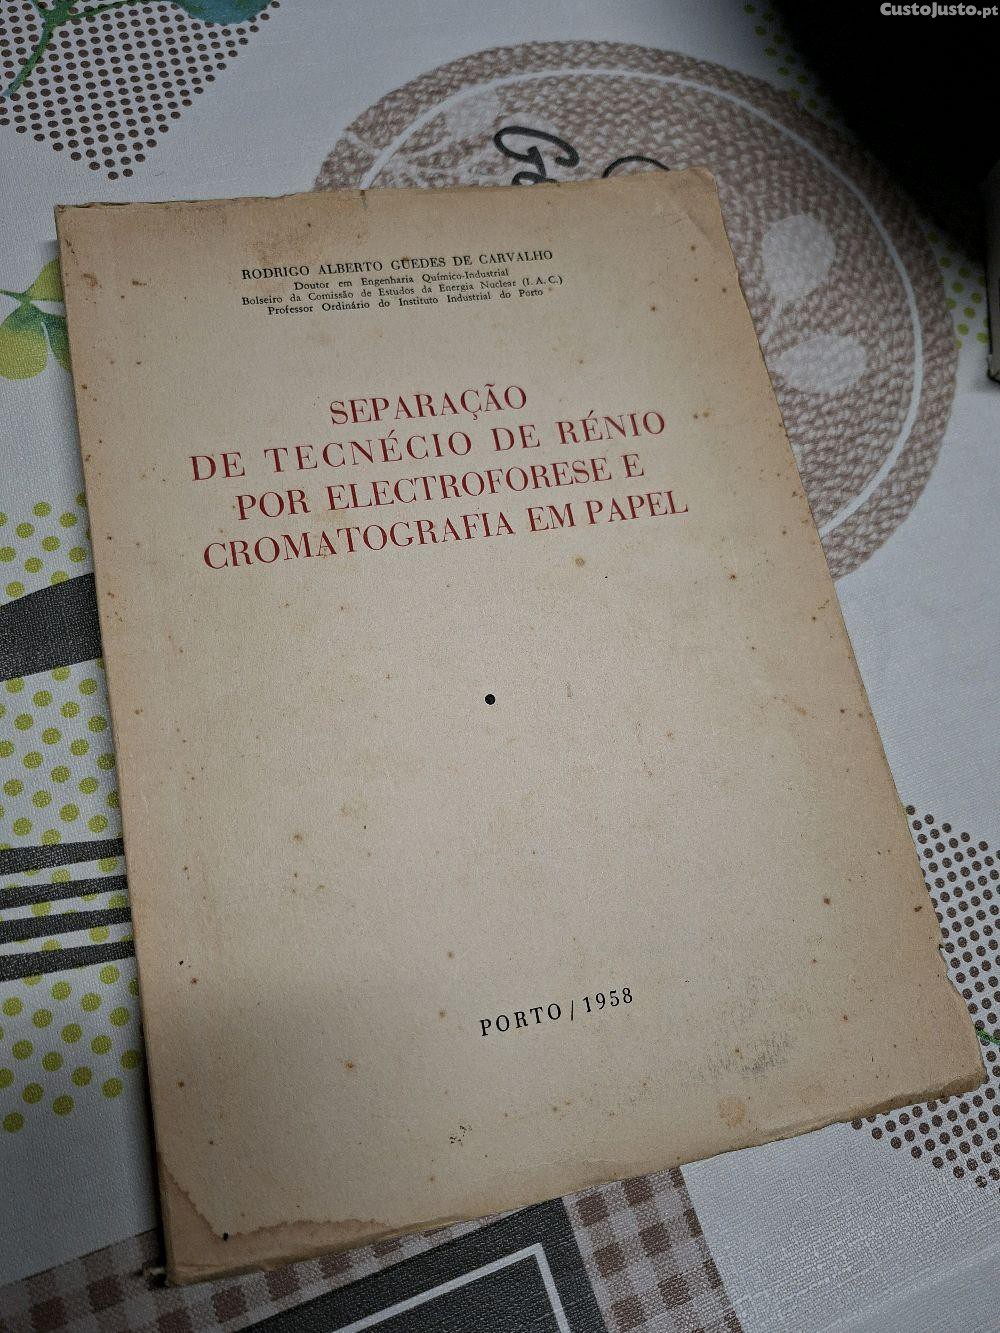 CustoJusto.pt
RODRIGO ALBERTO GUEDES DE CARVALHO
Doutor em Engenharia Químico-Industrial
Bolseiro da Comissão de Estudos da Energia Nuclear (I. A. C.)
Professor Ordinário do Instituto Industrial do Porto
SEPARAÇÃO
DE TECNÉCIO DE RÉNIO
POR ELECTROFORESE E
CROMATOGRAFIA EM PAPEL
PORTO / 1958